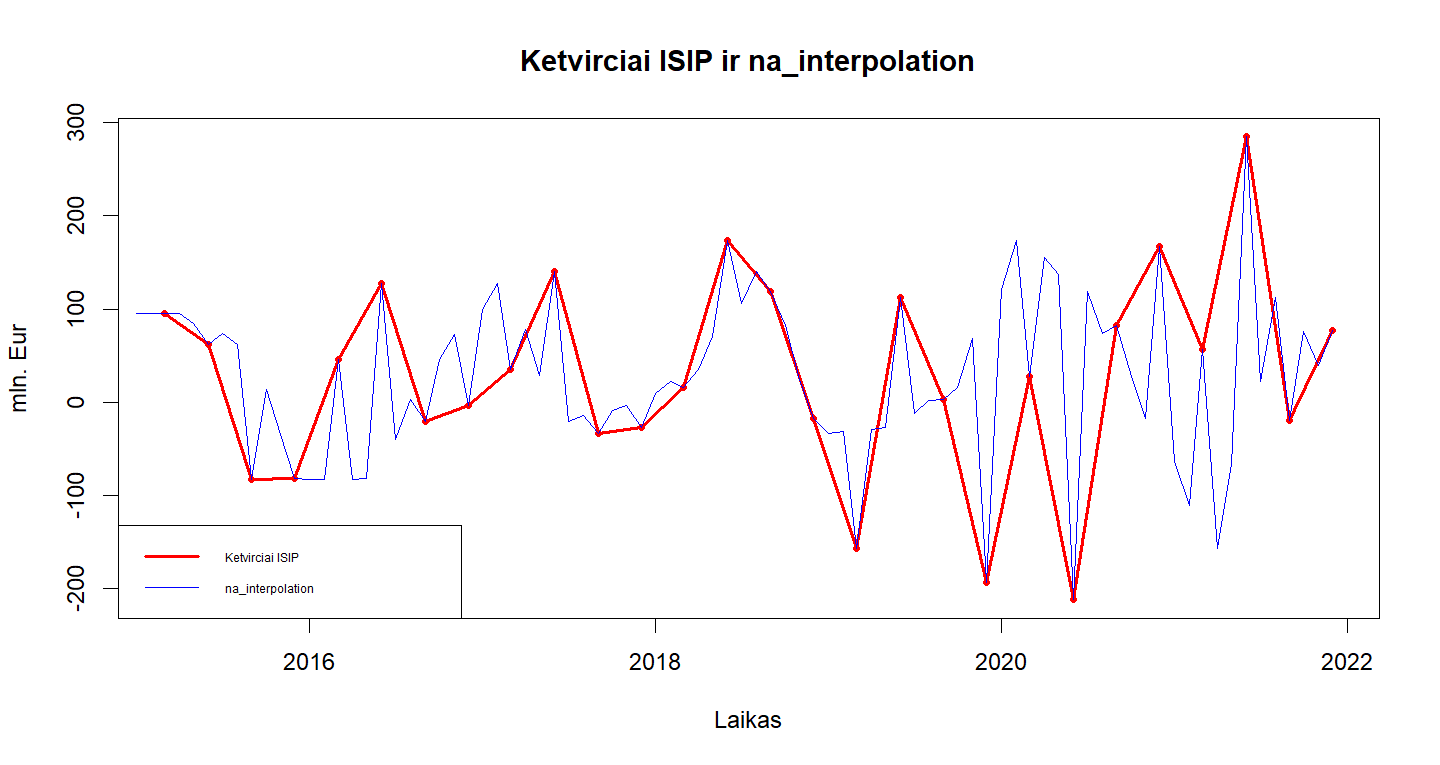 Ketvirciai ISIP ir na_interpolation
mln. Eur
300
200
100
0
-100
-200
Ketvirciai ISIP
na_interpolation
2016
2018
2020
2022
Laikas